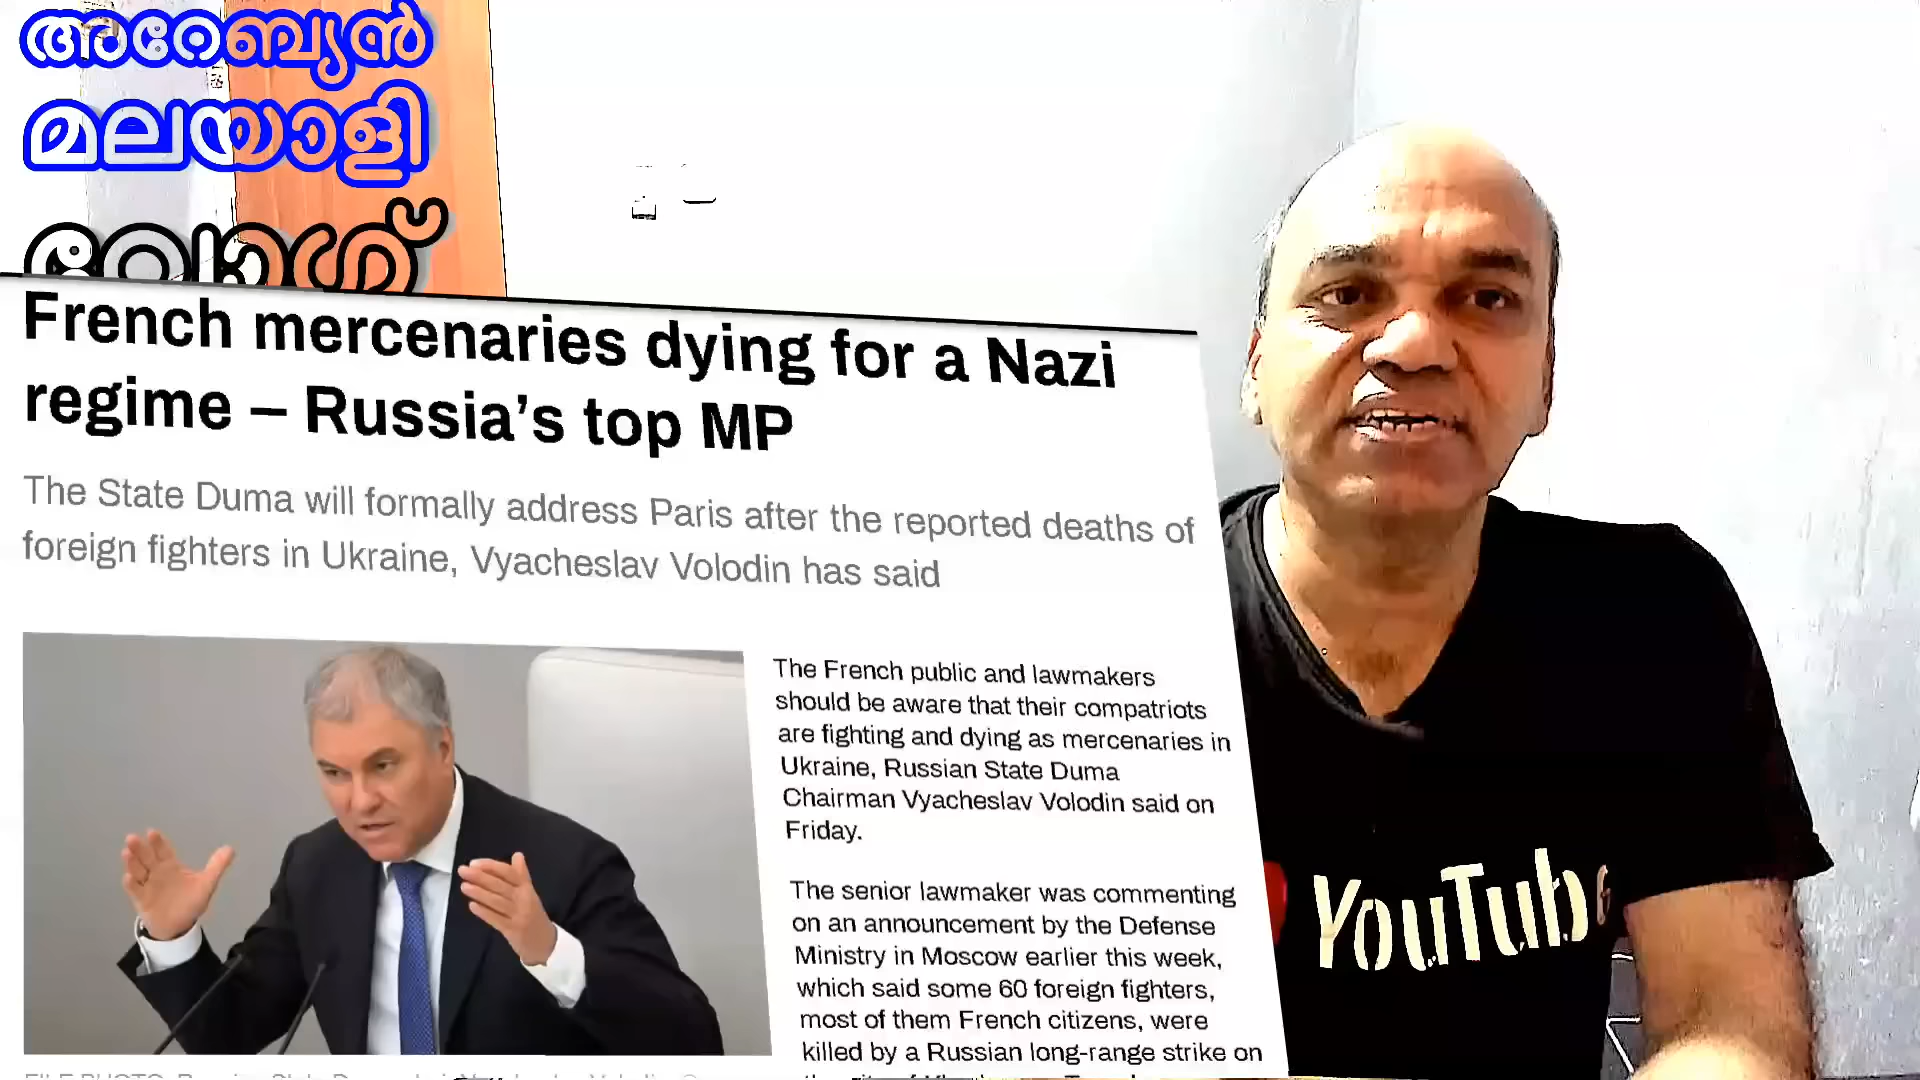 അറേബ്യൻ
മലയാളി
വ്ലോഗ്
French mercenaries dying for a Nazi
regime – Russia’s top MP
The State Duma will formally address Paris after the reported deaths of
foreign fighters in Ukraine, Vyacheslav Volodin has said
The French public and lawmakers
should be aware that their compatriots
are fighting and dying as mercenaries in
Ukraine, Russian State Duma
Chairman Vyacheslav Volodin said on
Friday.
The senior lawmaker was commenting
on an announcement by the Defense
Ministry in Moscow earlier this week,
which said some 60 foreign fighters,
most of them French citizens, were
killed by a Russian long-range strike on
YouTube